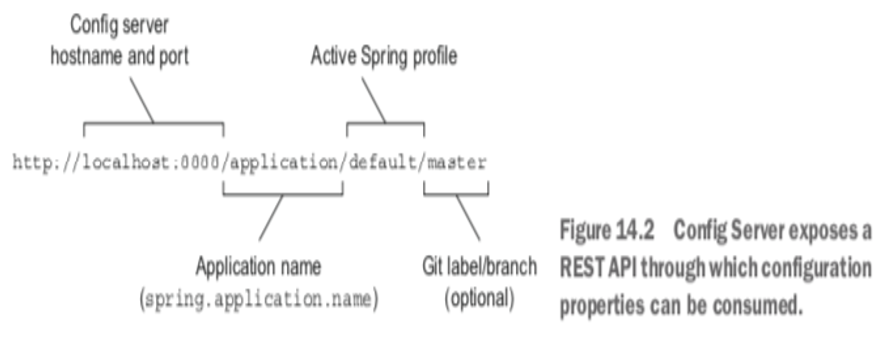 Config server
hostname and port
Active Spring profile
http://localhost:0000/application/default/master
Application name
(spring.application.name)
Git label/branch
(optional)
Figure 14.2 Config Server exposes a
REST API through which configuration
properties can be consumed.